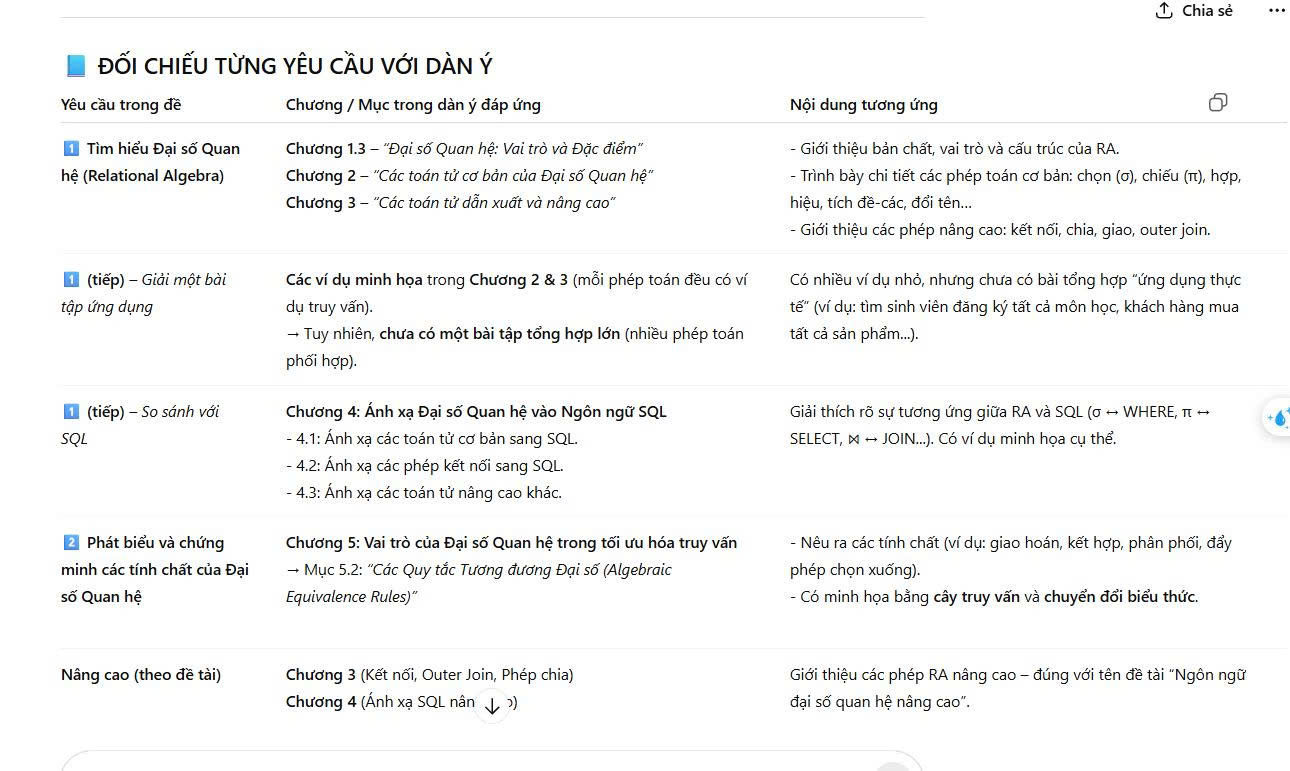 Chia sẻ
ĐỐI CHIẾU TỪNG YÊU CẦU VỚI DÀN Ý
Yêu cầu trong đề
Chương / Mục trong dàn ý đáp ứng
Nội dung tương ứng
1 Tìm hiểu Đại số Quan
hệ (Relational Algebra)
Chương 1.3 – “Đại số Quan hệ: Vai trò và Đặc điểm”
Chương 2 – “Các toán tử cơ bản của Đại số Quan hệ”
Chương 3 – “Các toán tử dẫn xuất và nâng cao”
- Giới thiệu bản chất, vai trò và cấu trúc của RA.
- Trình bày chi tiết các phép toán cơ bản: chọn (σ), chiếu (π), hợp,
hiệu, tích đề-các, đổi tên…
- Giới thiệu các phép nâng cao: kết nối, chia, giao, outer join.
1 (tiếp) – Giải một bài
tập ứng dụng
Các ví dụ minh họa trong Chương 2 & 3 (mỗi phép toán đều có ví
dụ truy vấn).
→ Tuy nhiên, chưa có một bài tập tổng hợp lớn (nhiều phép toán
phối hợp).
Có nhiều ví dụ nhỏ, nhưng chưa có bài tổng hợp “ứng dụng thực
tế” (ví dụ: tìm sinh viên đăng ký tất cả môn học, khách hàng mua
tất cả sản phẩm...).
1 (tiếp) – So sánh với
SQL
Chương 4: Ánh xạ Đại số Quan hệ vào Ngôn ngữ SQL
- 4.1: Ánh xạ các toán tử cơ bản sang SQL.
- 4.2: Ánh xạ các phép kết nối sang SQL.
- 4.3: Ánh xạ các toán tử nâng cao khác.
Giải thích rõ sự tương ứng giữa RA và SQL (σ ↔ WHERE, π ↔
SELECT, ⋈ ↔ JOIN...). Có ví dụ minh họa cụ thể.
2 Phát biểu và chứng
minh các tính chất của Đại
số Quan hệ
Chương 5: Vai trò của Đại số Quan hệ trong tối ưu hóa truy vấn
→ Mục 5.2: “Các Quy tắc Tương đương Đại số (Algebraic
Equivalence Rules)”
- Nêu ra các tính chất (ví dụ: giao hoán, kết hợp, phân phối, đẩy
phép chọn xuống).
- Có minh họa bằng cây truy vấn và chuyển đổi biểu thức.
Nâng cao (theo đề tài)
Chương 3 (Kết nối, Outer Join, Phép chia)
Chương 4 (Ánh xạ SQL
Giới thiệu các phép RA nâng cao – đúng với tên đề tài “Ngôn ngữ
đại số quan hệ nâng cao”.